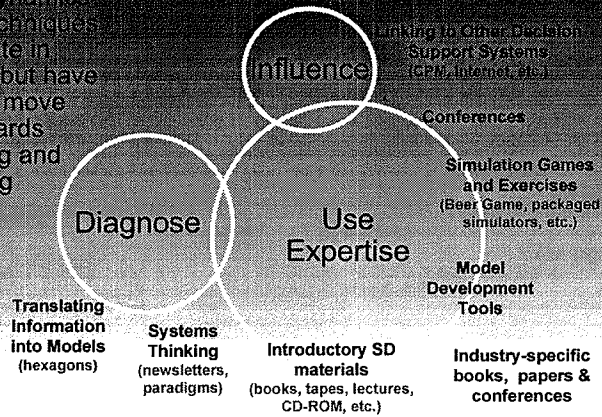 techniques
te in
but have
move
ards
g and
g
Influence
Linking to Other Decision
Support Systems
(CPM, Internet, etc.)
Conferences
Simulation Games
and Exercises
(Beer Game, packaged
simulators, etc.)
Diagnose
Use
Expertise
Model
Development
Tools
Translating
Information
into Models
(hexagons)
Systems
Thinking
(newsletters,
paradigms)
Introductory SD
materials
(books, tapes, lectures,
CD-ROM, etc.)
Industry-specific
books, papers &
conferences